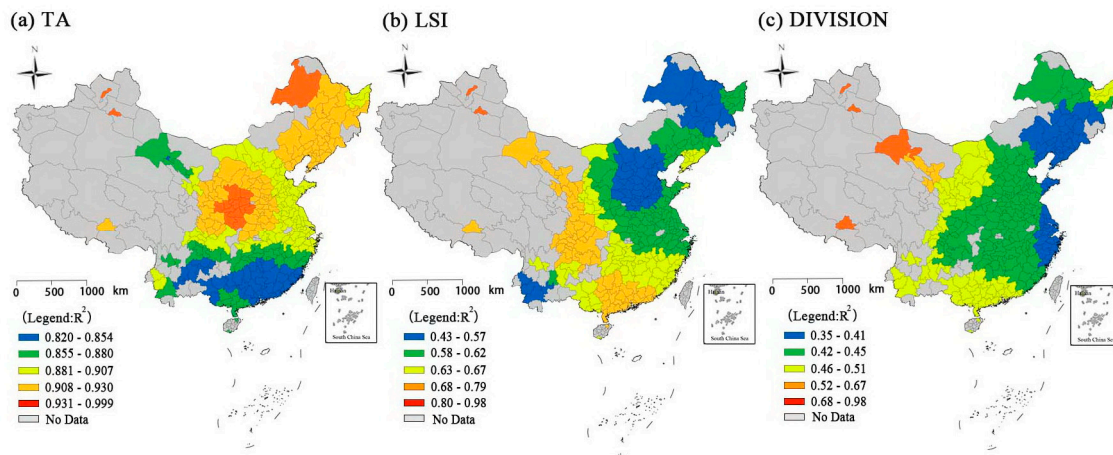 (a) TA
N
0 500 1000 km
(Legend:R²)
0.820 - 0.854
0.855 - 0.880
0.881 - 0.907
0.908 - 0.930
0.931 - 0.999
No Data
South China Sea
(b) LSI
N
0 500 1000 km
(Legend:R²)
0.43 - 0.57
0.58 - 0.62
0.63 - 0.67
0.68 - 0.79
0.80 - 0.98
No Data
South China Sea
(c) DIVISION
N
0 500 1000 km
(Legend:R²)
0.35 - 0.41
0.42 - 0.45
0.46 - 0.51
0.52 - 0.67
0.68 - 0.98
No Data
South China Sea